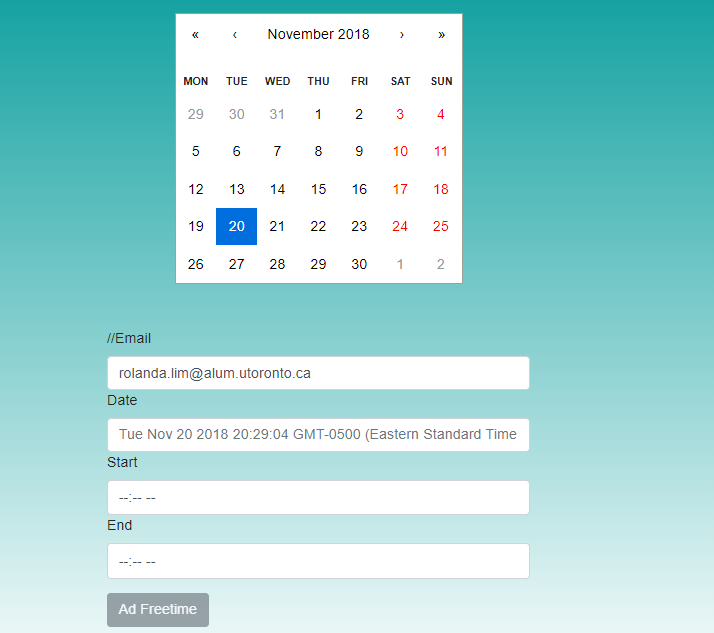 « ‹ November 2018 › »
MON TUE WED THU FRI SAT SUN
29 30 31 1 2 3 4
5 6 7 8 9 10 11
12 13 14 15 16 17 18
19 20 21 22 23 24 25
26 27 28 29 30 1 2
//Email
rolanda.lim@alum.utoronto.ca
Date
Tue Nov 20 2018 20:29:04 GMT-0500 (Eastern Standard Time
Start
--:-- --
End
--:-- --
Ad Freetime